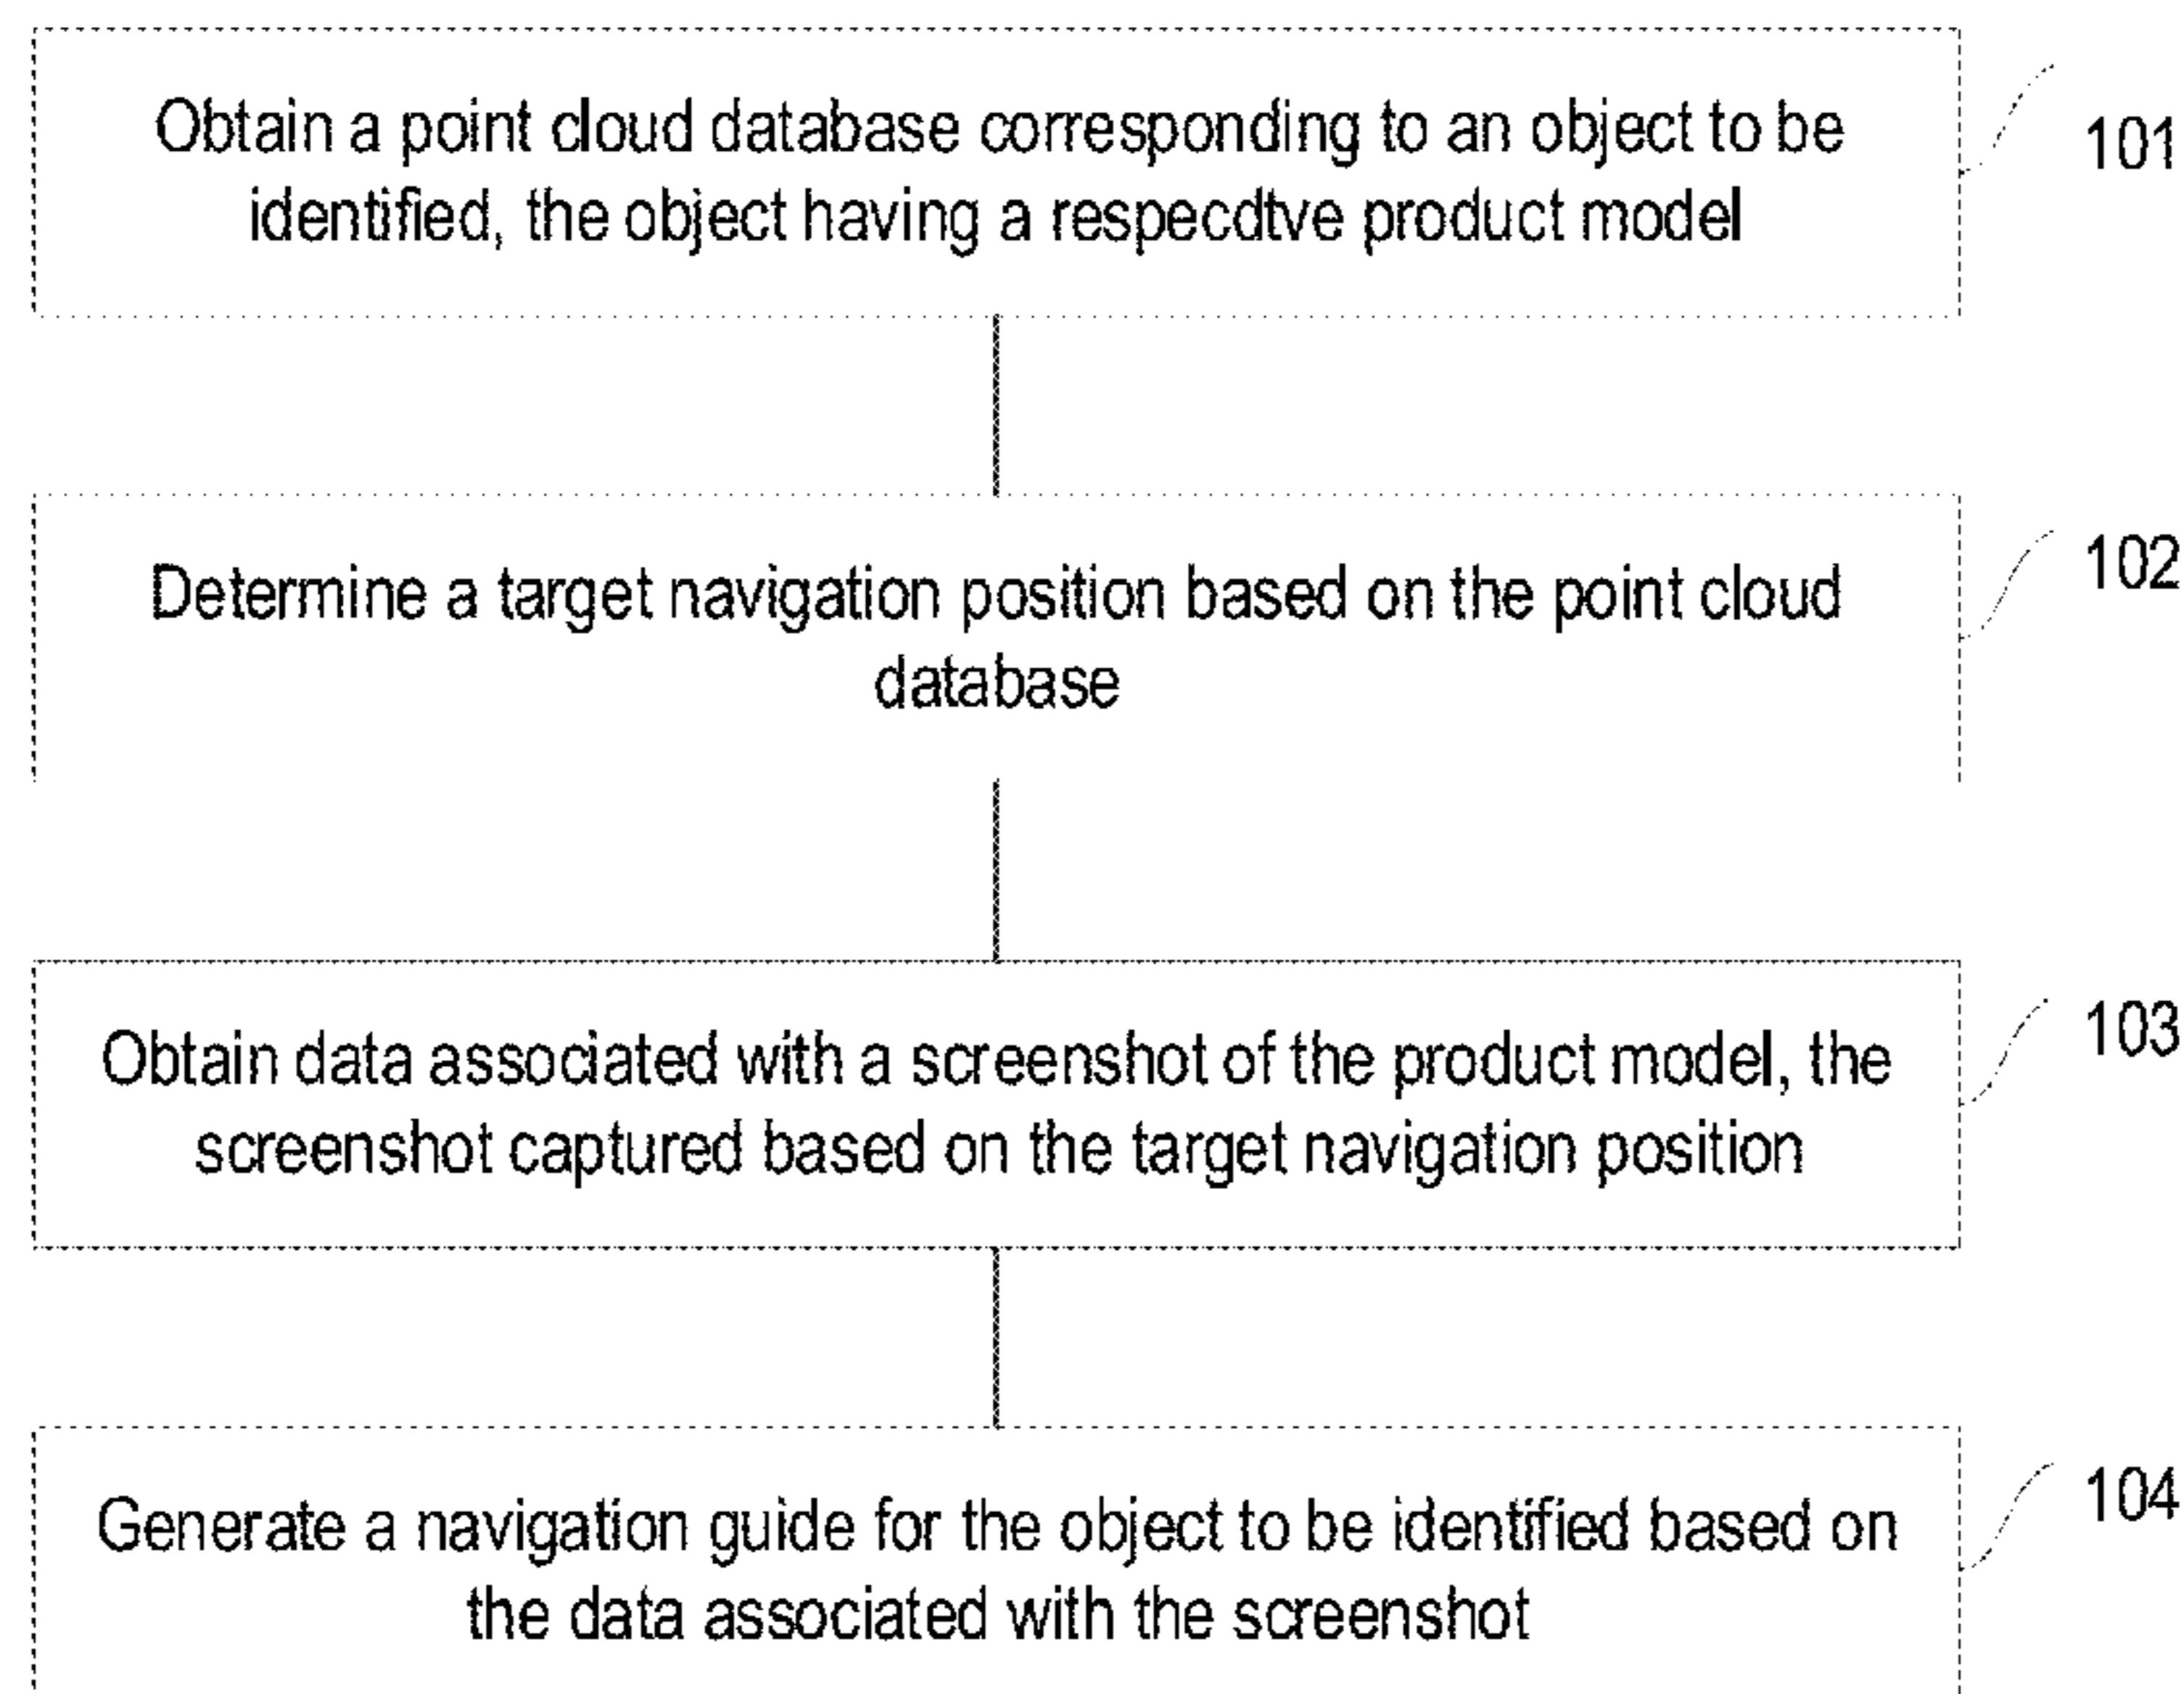 Obtain a point cloud database corresponding to an object to be
identified, the object having a respecdtve product model
101
Determine a target navigation position based on the point cloud
database
102
Obtain data associated with a screenshot of the product model, the
screenshot captured based on the target navigation position
103
Generate a navigation guide for the object to be identified based on
the data associated with the screenshot
104